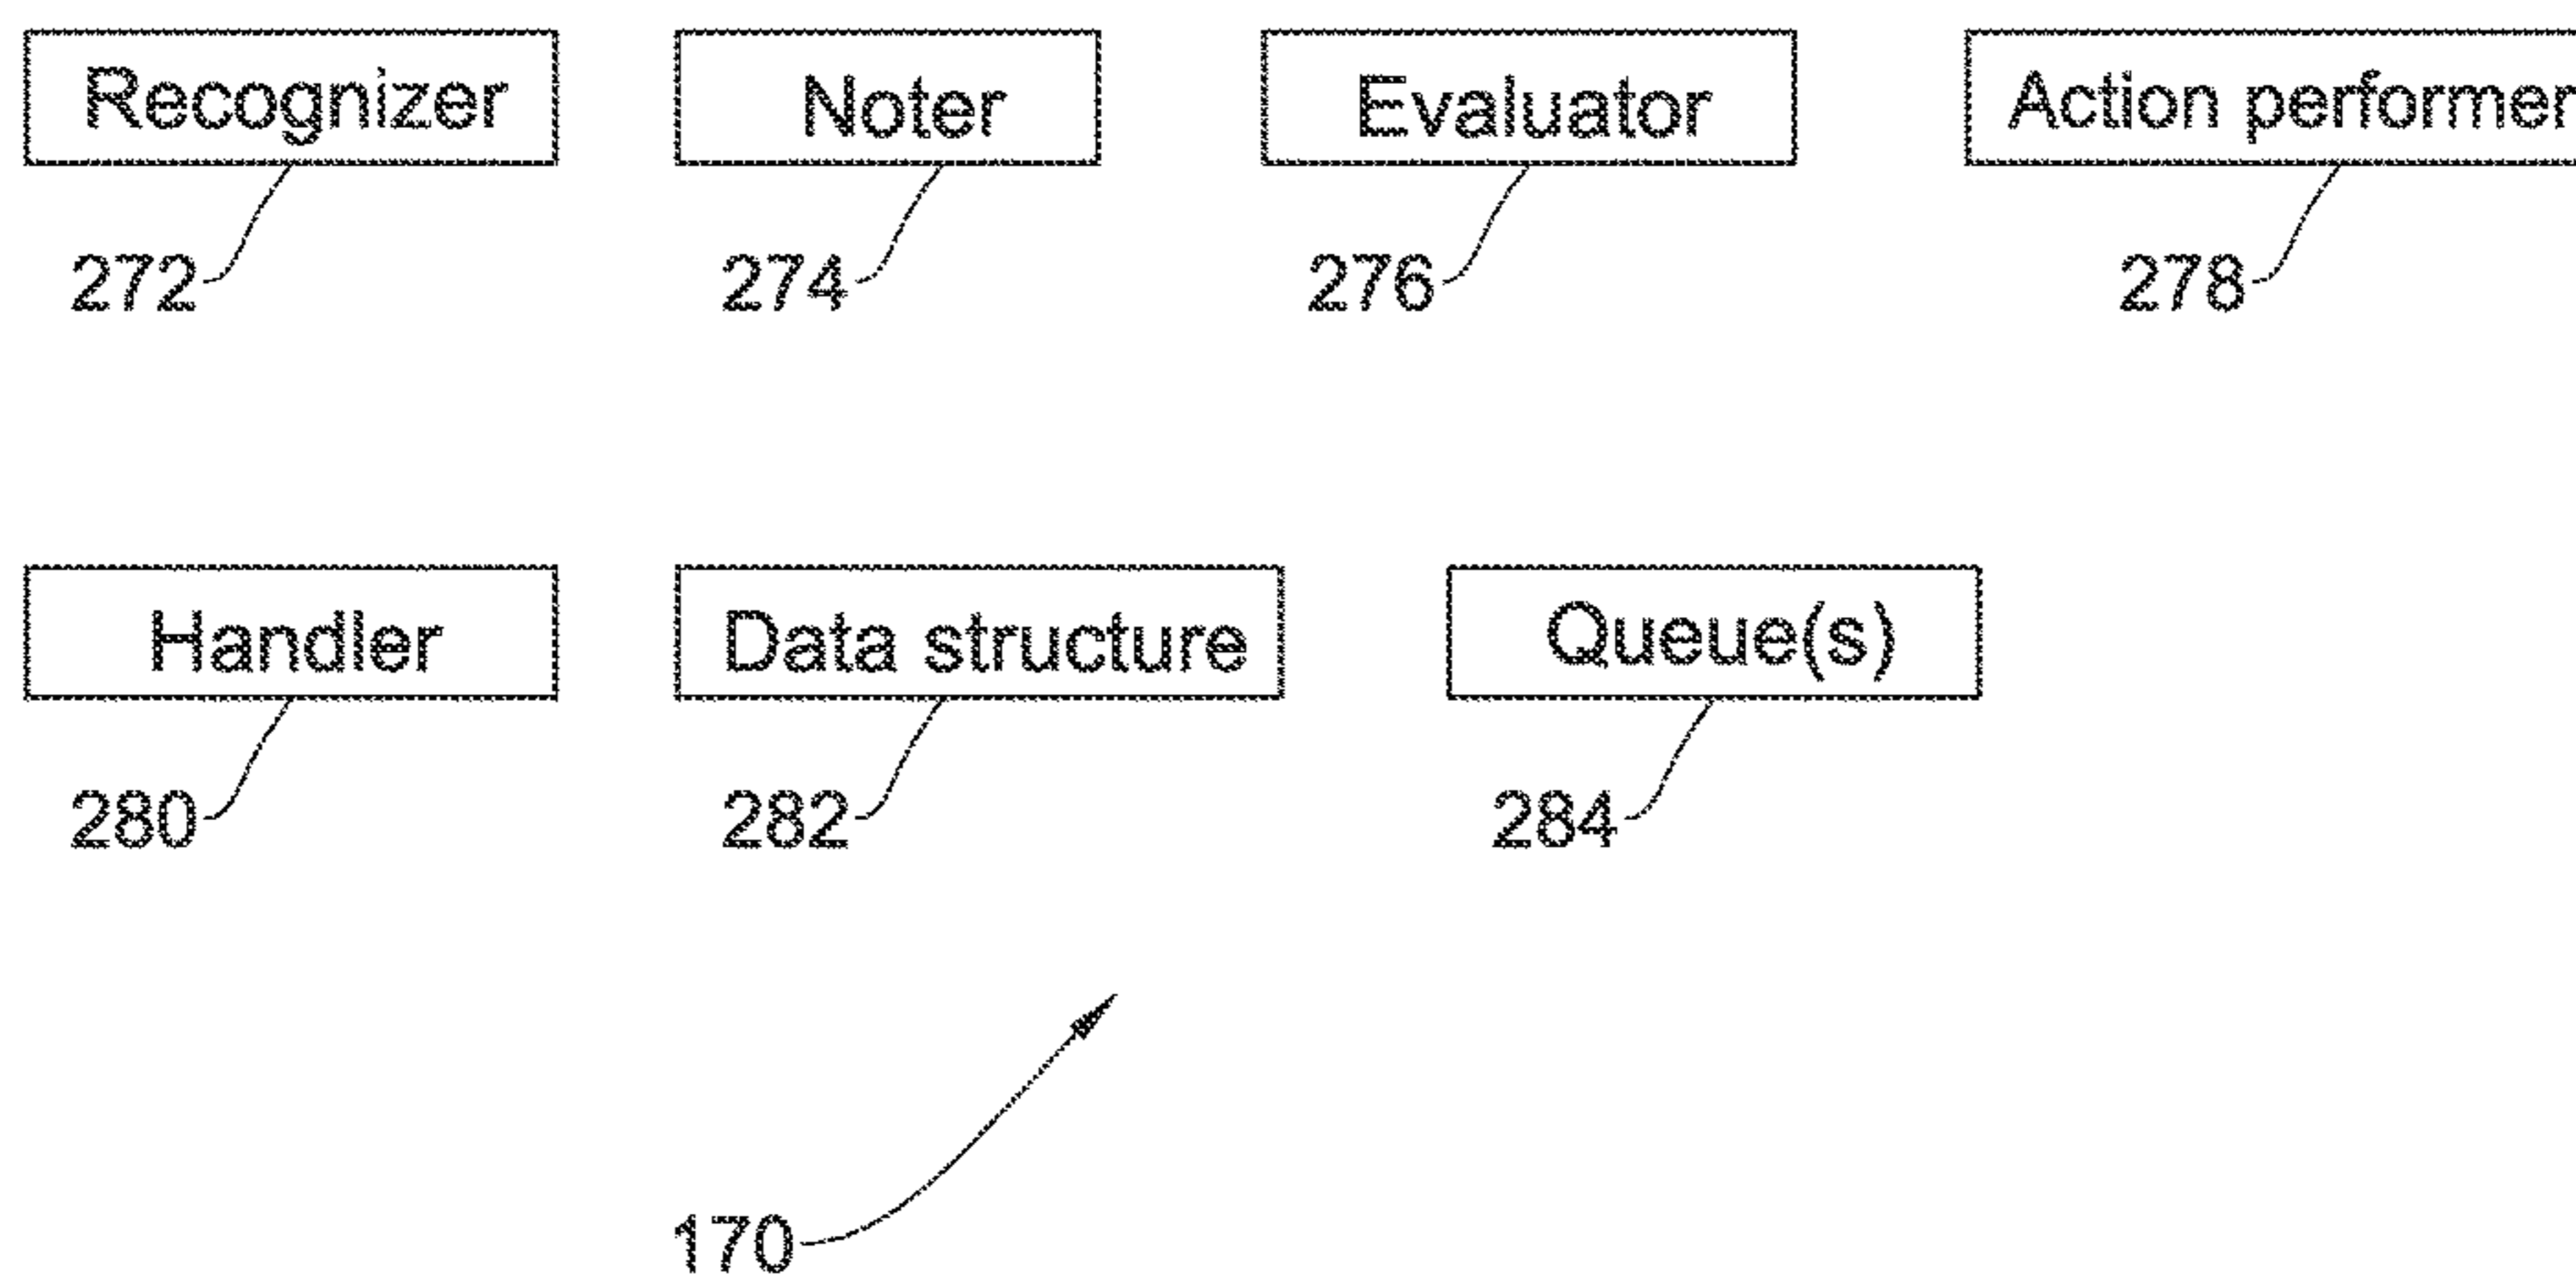 Recognizer Noter Evaluator Action performer
272 274 276 278
Handler Data structure Queue(s)
280 282 284
170